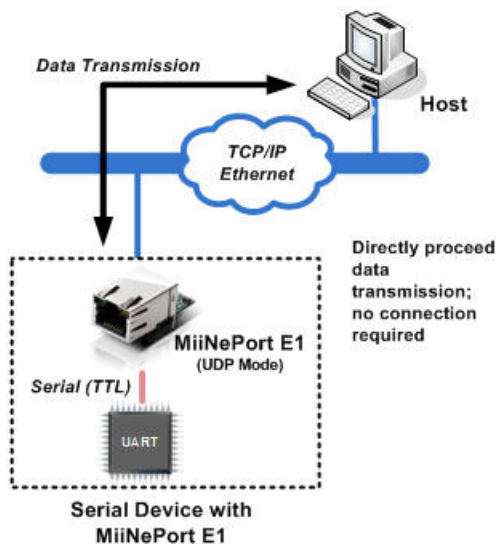 Data Transmission
Host
TCP/IP
Ethernet
Directly proceed
data
transmission;
no connection
required
MiiNePort E1
(UDP Mode)
Serial (TTL)
UART
Serial Device with
MiiNePort E1